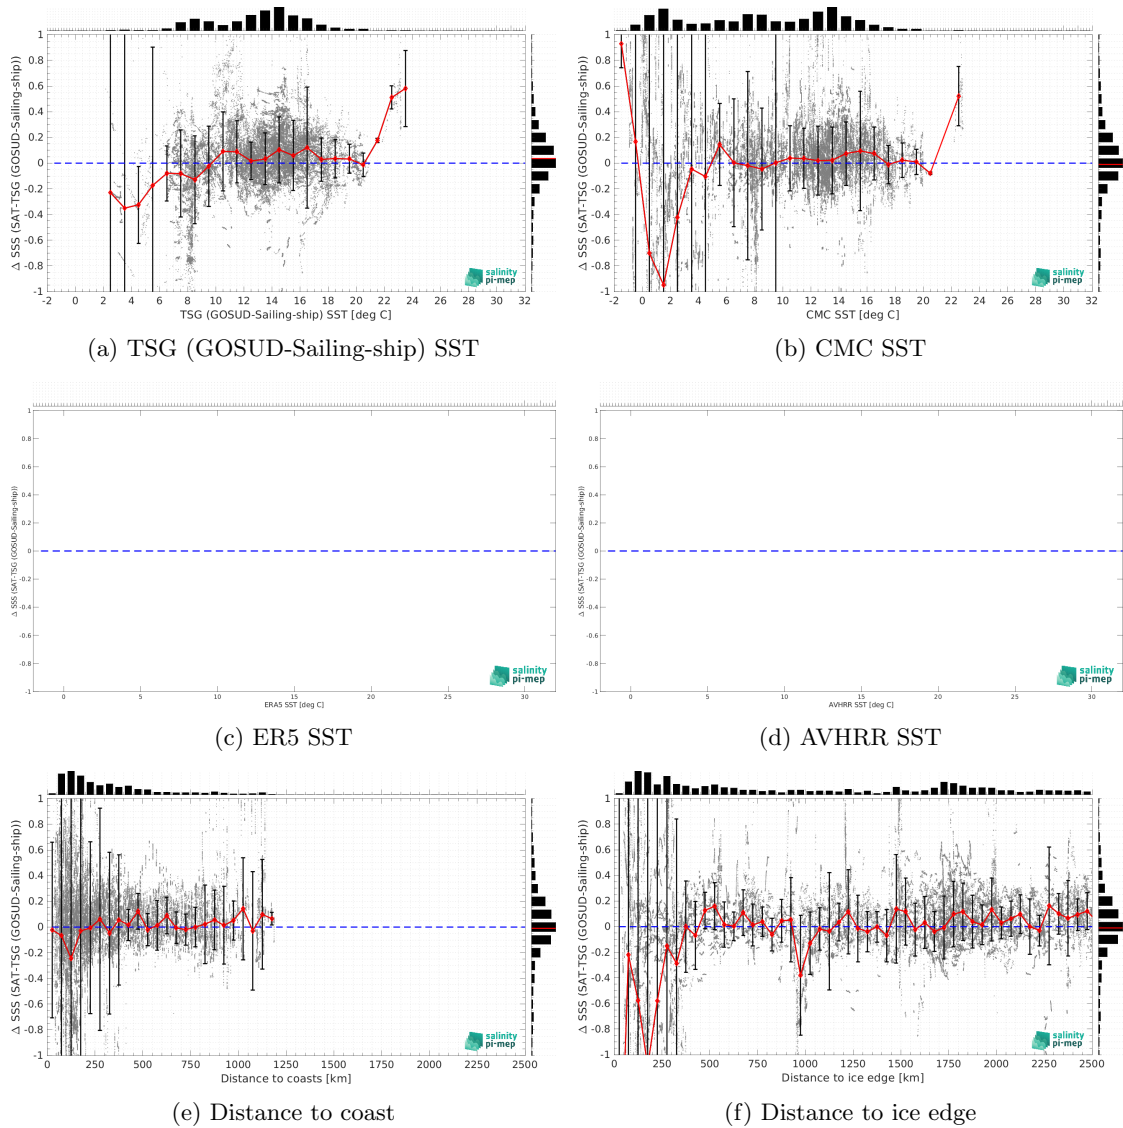 1
0.8
0.6
0.4
0.2
0
-0.2
-0.4
-0.6
-0.8
-1
Δ SSS (SAT-TSG (GOSUD-Sailing-ship))
salinity
pi-mep
-2 0 2 4 6 8 10 12 14 16 18 20 22 24 26 28 30 32
TSG (GOSUD-Sailing-ship) SST [deg C]
(a) TSG (GOSUD-Sailing-ship) SST
1
0.8
0.6
0.4
0.2
0
-0.2
-0.4
-0.6
-0.8
-1
Δ SSS (SAT-TSG (GOSUD-Sailing-ship))
salinity
pi-mep
-2 0 2 4 6 8 10 12 14 16 18 20 22 24 26 28 30 32
CMC SST [deg C]
(b) CMC SST
1
0.8
0.6
0.4
0.2
0
-0.2
-0.4
-0.6
-0.8
-1
Δ SSS (SAT-TSG (GOSUD-Sailing-ship))
salinity
pi-mep
0 5 10 15 20 25 30
ERA5 SST [deg C]
(c) ER5 SST
1
0.8
0.6
0.4
0.2
0
-0.2
-0.4
-0.6
-0.8
-1
Δ SSS (SAT-TSG (GOSUD-Sailing-ship))
salinity
pi-mep
0 5 10 15 20 25 30
AVHRR SST [deg C]
(d) AVHRR SST
1
0.8
0.6
0.4
0.2
0
-0.2
-0.4
-0.6
-0.8
-1
Δ SSS (SAT-TSG (GOSUD-Sailing-ship))
salinity
pi-mep
0 250 500 750 1000 1250 1500 1750 2000 2250 2500
Distance to coasts [km]
(e) Distance to coast
1
0.8
0.6
0.4
0.2
0
-0.2
-0.4
-0.6
-0.8
-1
Δ SSS (SAT-TSG (GOSUD-Sailing-ship))
salinity
pi-mep
0 250 500 750 1000 1250 1500 1750 2000 2250 2500
Distance to ice edge [km]
(f) Distance to ice edge